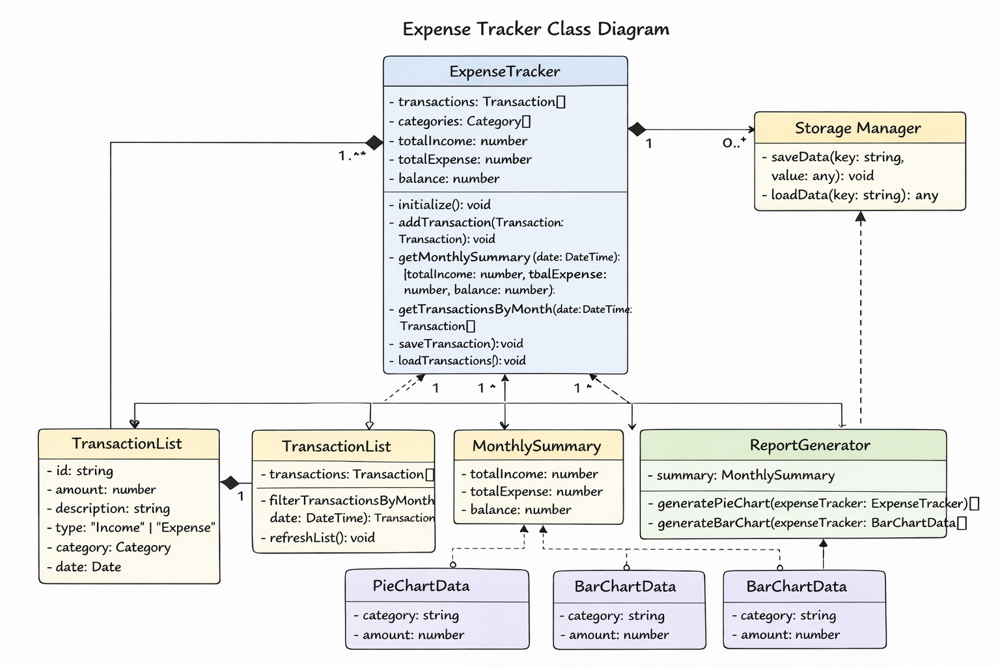 Expense Tracker Class Diagram
ExpenseTracker
- transactions: Transaction[]
- categories: Category[]
- totalIncome: number
- totalExpense: number
- balance: number
- initialize(): void
- addTransaction(Transaction:
Transaction): void
- getMonthlySummary (date: DateTime):
[totalIncome: number, tbalExpense:
number, balance: number).
- getTransactionsByMonth(date: DateTime:
Transaction[]
- saveTransaction): void
- loadTransactions(): void
1
0..*
Storage Manager
- saveData(key: string,
value: any): void
- loadData(key: string): any
1
1 *
1 *
TransactionList
- id: string
- amount: number
- description: string
- type: "Income" | "Expense"
- category: Category
- date: Date
1
TransactionList
- transactions: Transaction[]
- filterTransactionsByMonth
date: DateTime): Transaction
- refreshList(): void
MonthlySummary
- totalIncome: number
- totalExpense: number
- balance: number
ReportGenerator
- summary: MonthlySummary
- generatePieChart(expenseTracker: ExpenseTracker)[]
- generateBarChart(expenseTracker: BarChartData[]
PieChartData
- category: string
- amount: number
BarChartData
- category: string
- amount: number
BarChartData
- category: string
- amount: number